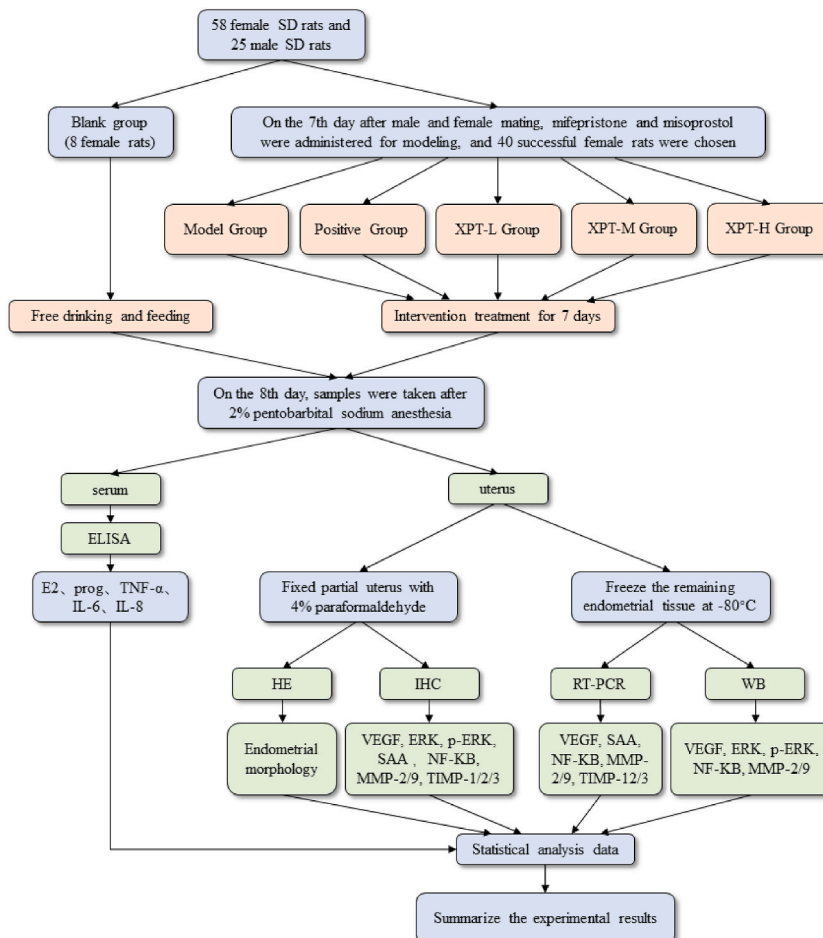 58 female SD rats and
25 male SD rats
Blank group
(8 female rats)
On the 7th day after male and female mating, mifepristone and misoprostol
were administered for modeling, and 40 successful female rats were chosen
Model Group
Positive Group
XPT-L Group
XPT-M Group
XPT-H Group
Free drinking and feeding
Intervention treatment for 7 days
On the 8th day, samples were taken after
2% pentobarbital sodium anesthesia
serum
uterus
ELISA
E2、prog、TNF-α、
IL-6、IL-8
Fixed partial uterus with
4% paraformaldehyde
Freeze the remaining
endometrial tissue at -80°C
HE
IHC
RT-PCR
WB
Endometrial
morphology
VEGF, ERK, p-ERK,
SAA , NF-KB,
MMP-2/9, TIMP-1/2/3
VEGF, SAA,
NF-KB, MMP-
2/9, TIMP-12/3
VEGF, ERK, p-ERK,
NF-KB, MMP-2/9
Statistical analysis data
Summarize the experimental results